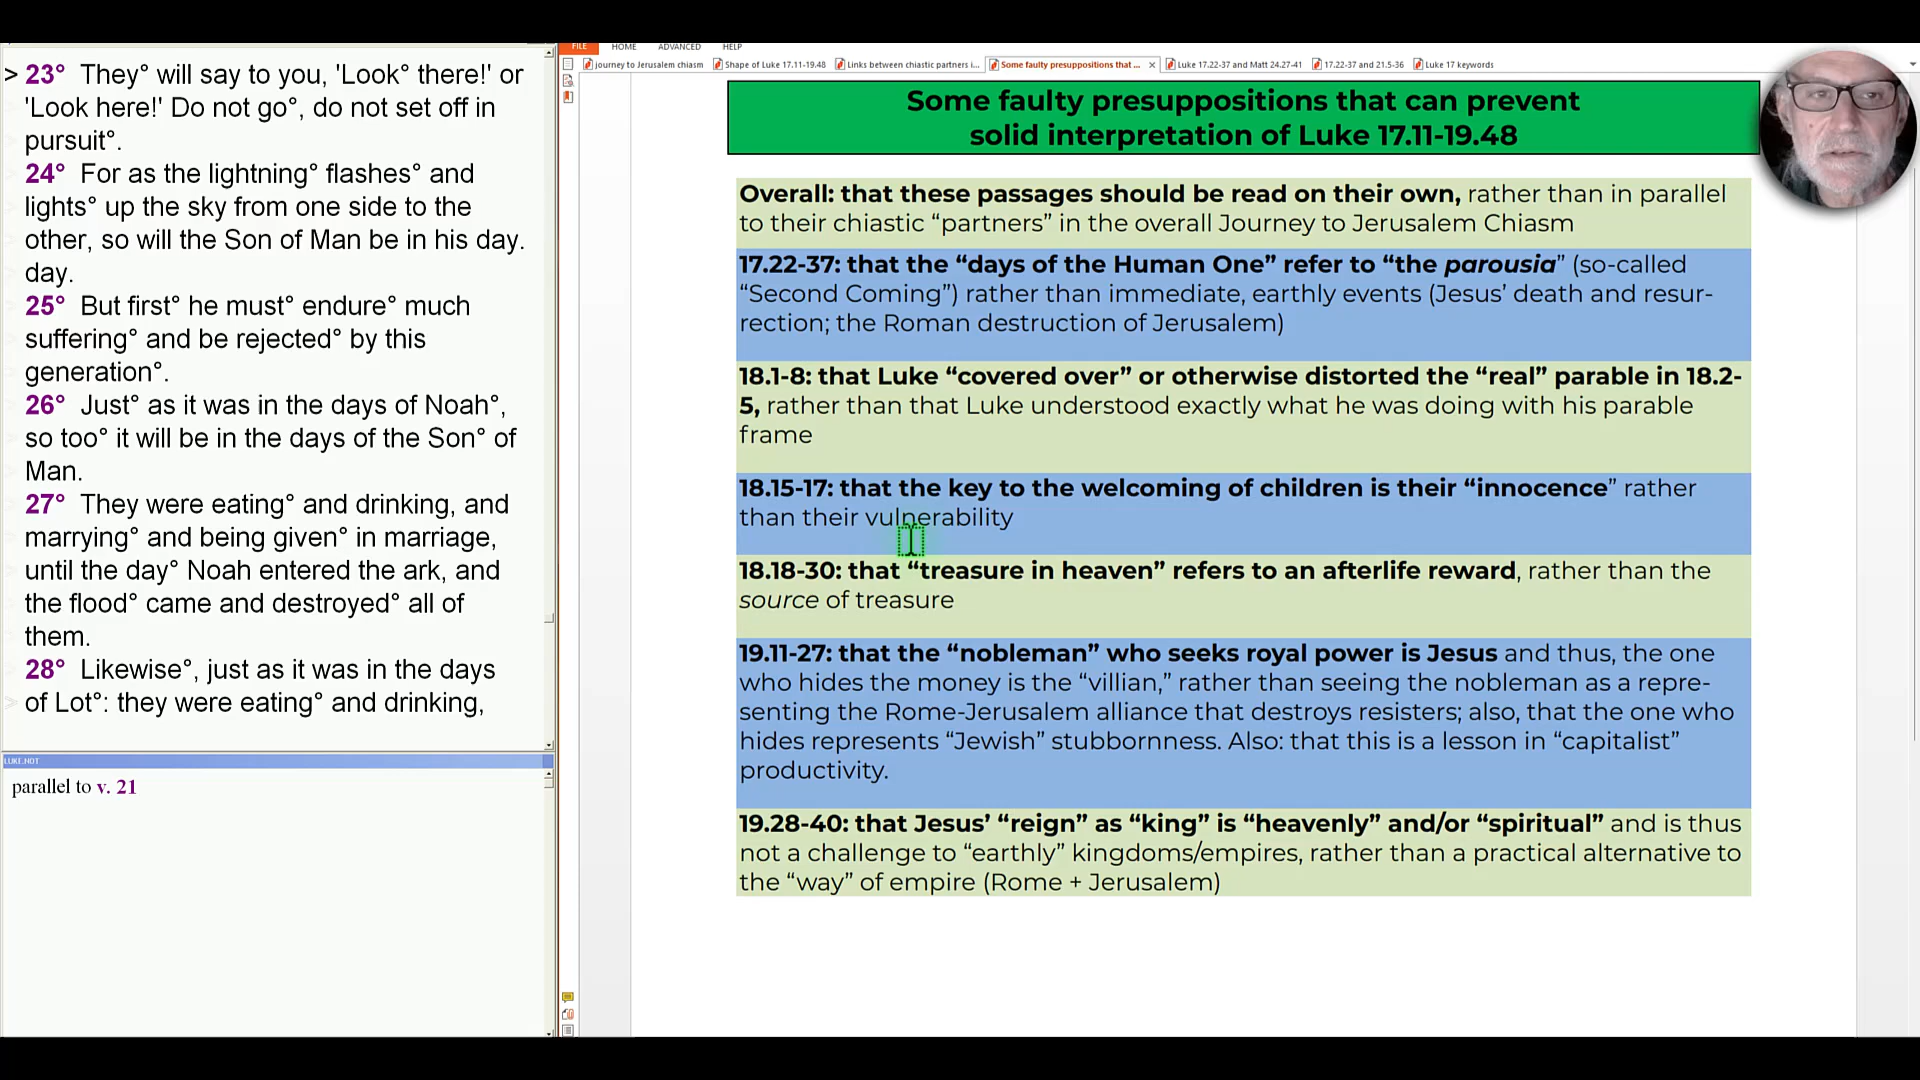 > 23° They° will say to you, 'Look° there!' or
'Look here!' Do not go°, do not set off in
pursuit°.
24° For as the lightning° flashes° and
lights° up the sky from one side to the
other, so will the Son of Man be in his day.
day.
25° But first° he must° endure° much
suffering° and be rejected° by this
generation°.
26° Just° as it was in the days of Noah°,
so too° it will be in the days of the Son° of
Man.
27° They were eating° and drinking, and
marrying° and being given° in marriage,
until the day° Noah entered the ark, and
the flood° came and destroyed° all of
them.
28° Likewise°, just as it was in the days
of Lot°: they were eating° and drinking,
LUKE.NOT
parallel to v. 21
FILE HOME ADVANCED HELP
journey to Jerusalem chiasm Shape of Luke 17.11-19.48 Links between chiastic partners i... Some faulty presuppositions that ... Luke 17.22-37 and Matt 24.27-41 17.22-37 and 21.5-36 Luke 17 keywords
Some faulty presuppositions that can prevent
solid interpretation of Luke 17.11-19.48
Overall: that these passages should be read on their own, rather than in parallel
to their chiastic “partners” in the overall Journey to Jerusalem Chiasm
17.22-37: that the “days of the Human One” refer to “the parousia” (so-called
“Second Coming”) rather than immediate, earthly events (Jesus’ death and resur-
rection; the Roman destruction of Jerusalem)
18.1-8: that Luke “covered over” or otherwise distorted the “real” parable in 18.2-
5, rather than that Luke understood exactly what he was doing with his parable
frame
18.15-17: that the key to the welcoming of children is their “innocence” rather
than their vulnerability
18.18-30: that “treasure in heaven” refers to an afterlife reward, rather than the
source of treasure
19.11-27: that the “nobleman” who seeks royal power is Jesus and thus, the one
who hides the money is the “villian,” rather than seeing the nobleman as a repre-
senting the Rome-Jerusalem alliance that destroys resisters; also, that the one who
hides represents “Jewish” stubbornness. Also: that this is a lesson in “capitalist”
productivity.
19.28-40: that Jesus’ “reign” as “king” is “heavenly” and/or “spiritual” and is thus
not a challenge to “earthly” kingdoms/empires, rather than a practical alternative to
the “way” of empire (Rome + Jerusalem)